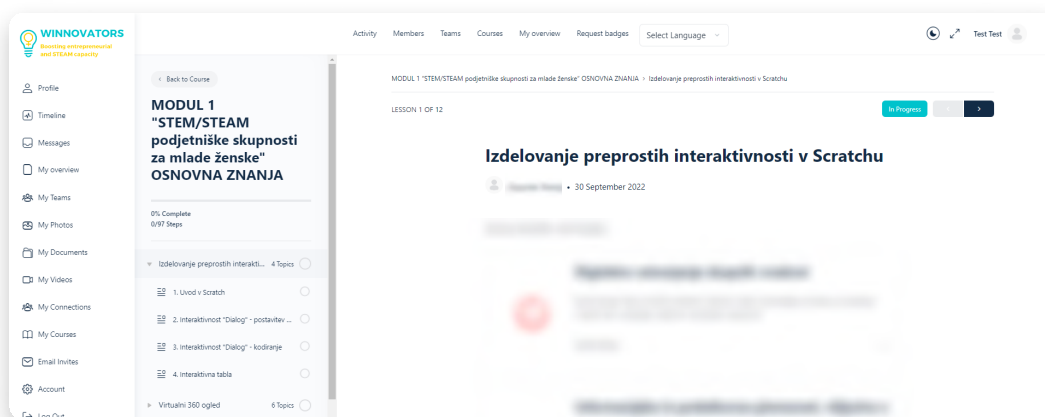 WINNOVATORS
Boosting entrepreneurial
and STEAM capacity
Activity Members Teams Courses My overview Request badges Select Language Test Test
Profile
Timeline
Messages
My overview
My Teams
My Photos
My Documents
My Videos
My Connections
My Courses
Email Invites
Account
Log Out
Back to Course
MODUL 1
"STEM/STEAM
podjetniške skupnosti
za mlade ženske"
OSNOVNA ZNANJA
0% Complete
0/97 Steps
Izdelovanje preprostih interakti... 4 Topics
1. Uvod v Scratch
2. Interaktivnost "Dialog" - postavitev ...
3. Interaktivnost "Dialog" - kodiranje
4. Interaktivna tabla
Virtualni 360 ogled 6 Topics
MODUL 1 "STEM/STEAM podjetniške skupnosti za mlade ženske" OSNOVNA ZNANJA › Izdelovanje preprostih interaktivnosti v Scratchu
LESSON 1 OF 12 In Progress
Izdelovanje preprostih interaktivnosti v Scratchu
• 30 September 2022